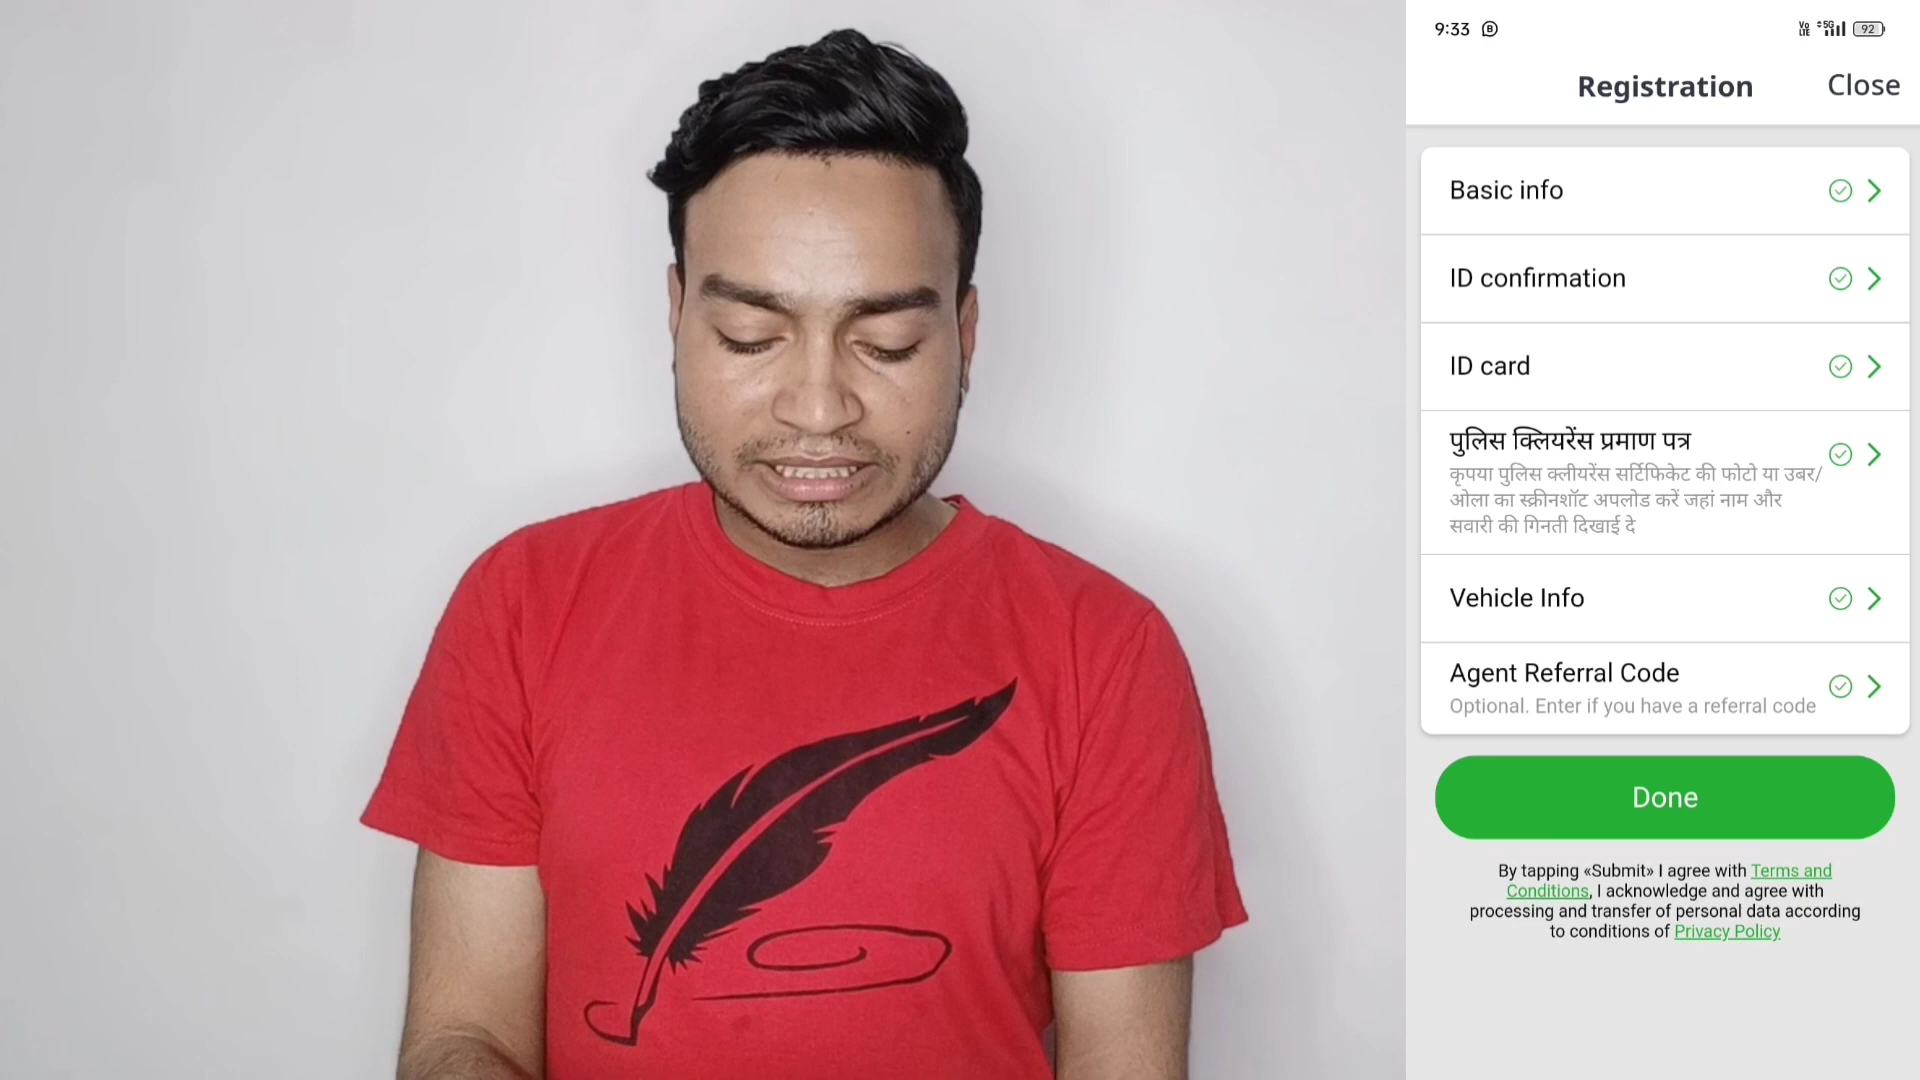 9:33
Vo LTE 5G 92
Registration
Close
Basic info
ID confirmation
ID card
पुलिस क्लियरेंस प्रमाण पत्र
कृपया पुलिस क्लीयरेंस सर्टिफिकेट की फोटो या उबर/
ओला का स्क्रीनशॉट अपलोड करें जहां नाम और
सवारी की गिनती दिखाई दे
Vehicle Info
Agent Referral Code
Optional. Enter if you have a referral code
Done
By tapping «Submit» I agree with Terms and
Conditions, I acknowledge and agree with
processing and transfer of personal data according
to conditions of Privacy Policy